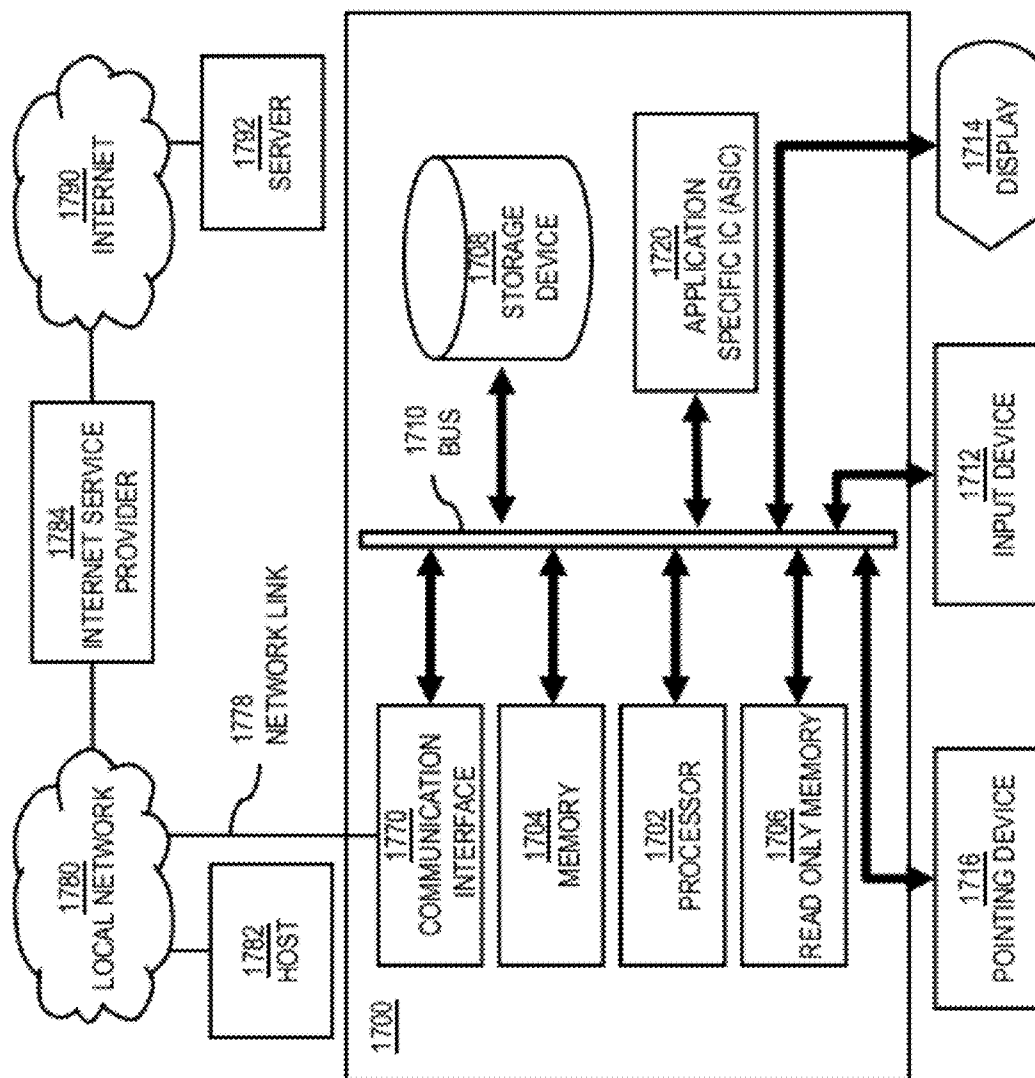 1700
1716
POINTING DEVICE
1712
INPUT DEVICE
1714
DISPLAY
1706
READ ONLY MEMORY
1702
PROCESSOR
1704
MEMORY
1770
COMMUNICATION
INTERFACE
1710
BUS
1720
APPLICATION
SPECIFIC IC (ASIC)
1708
STORAGE
DEVICE
1782
HOST
1778
NETWORK LINK
1780
LOCAL NETWORK
1784
INTERNET SERVICE
PROVIDER
1790
INTERNET
1792
SERVER